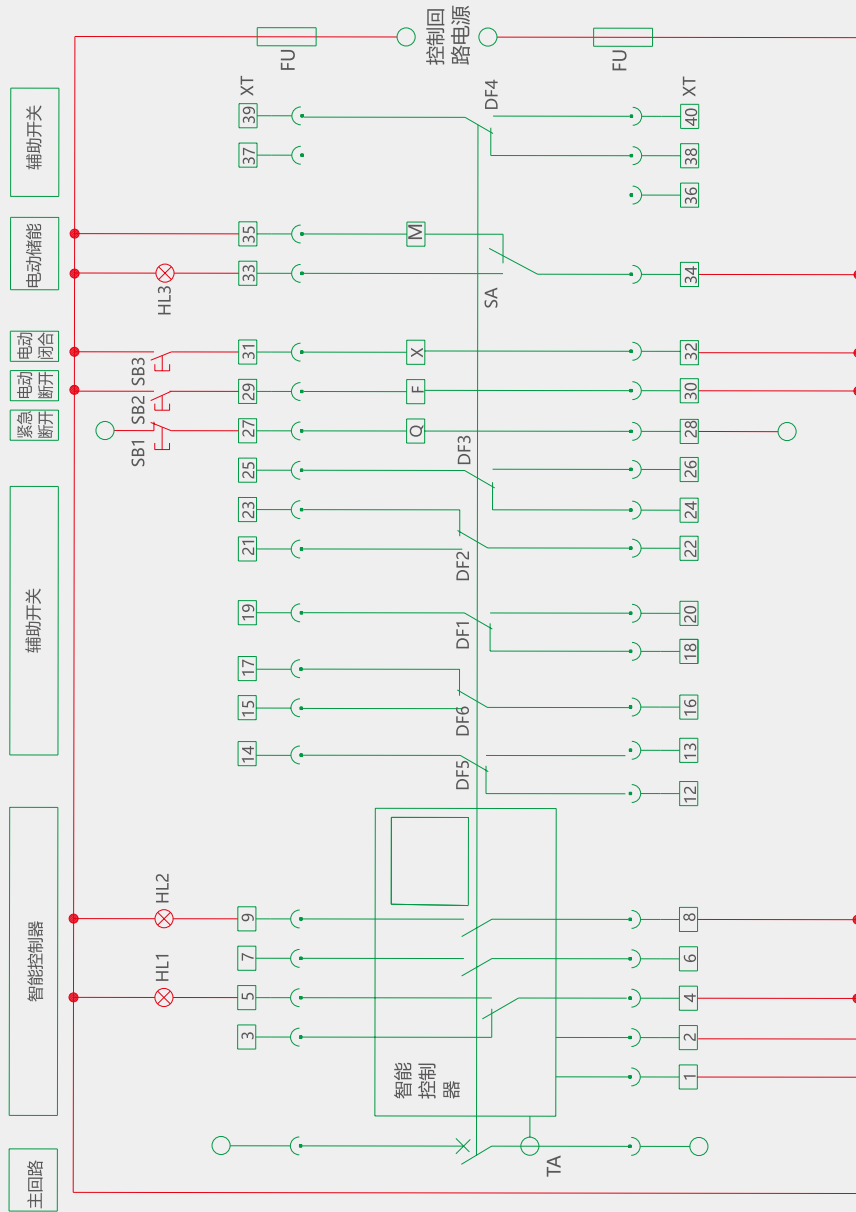 主回路
智能控制器
辅助开关
紧急
断开
电动
断开
电动
闭合
电动储能
辅助开关
SB1
SB2
SB3
HL1
HL2
HL3
3
5
7
9
14
15
17
19
21
23
25
27
29
31
33
35
37
39
XT
FU
智能
控制
器
Q
F
X
M
控制回
路电源
DF5
DF6
DF1
DF2
DF3
SA
DF4
TA
1
2
4
6
8
12
13
16
18
20
22
24
26
28
30
32
34
36
38
40
XT
FU